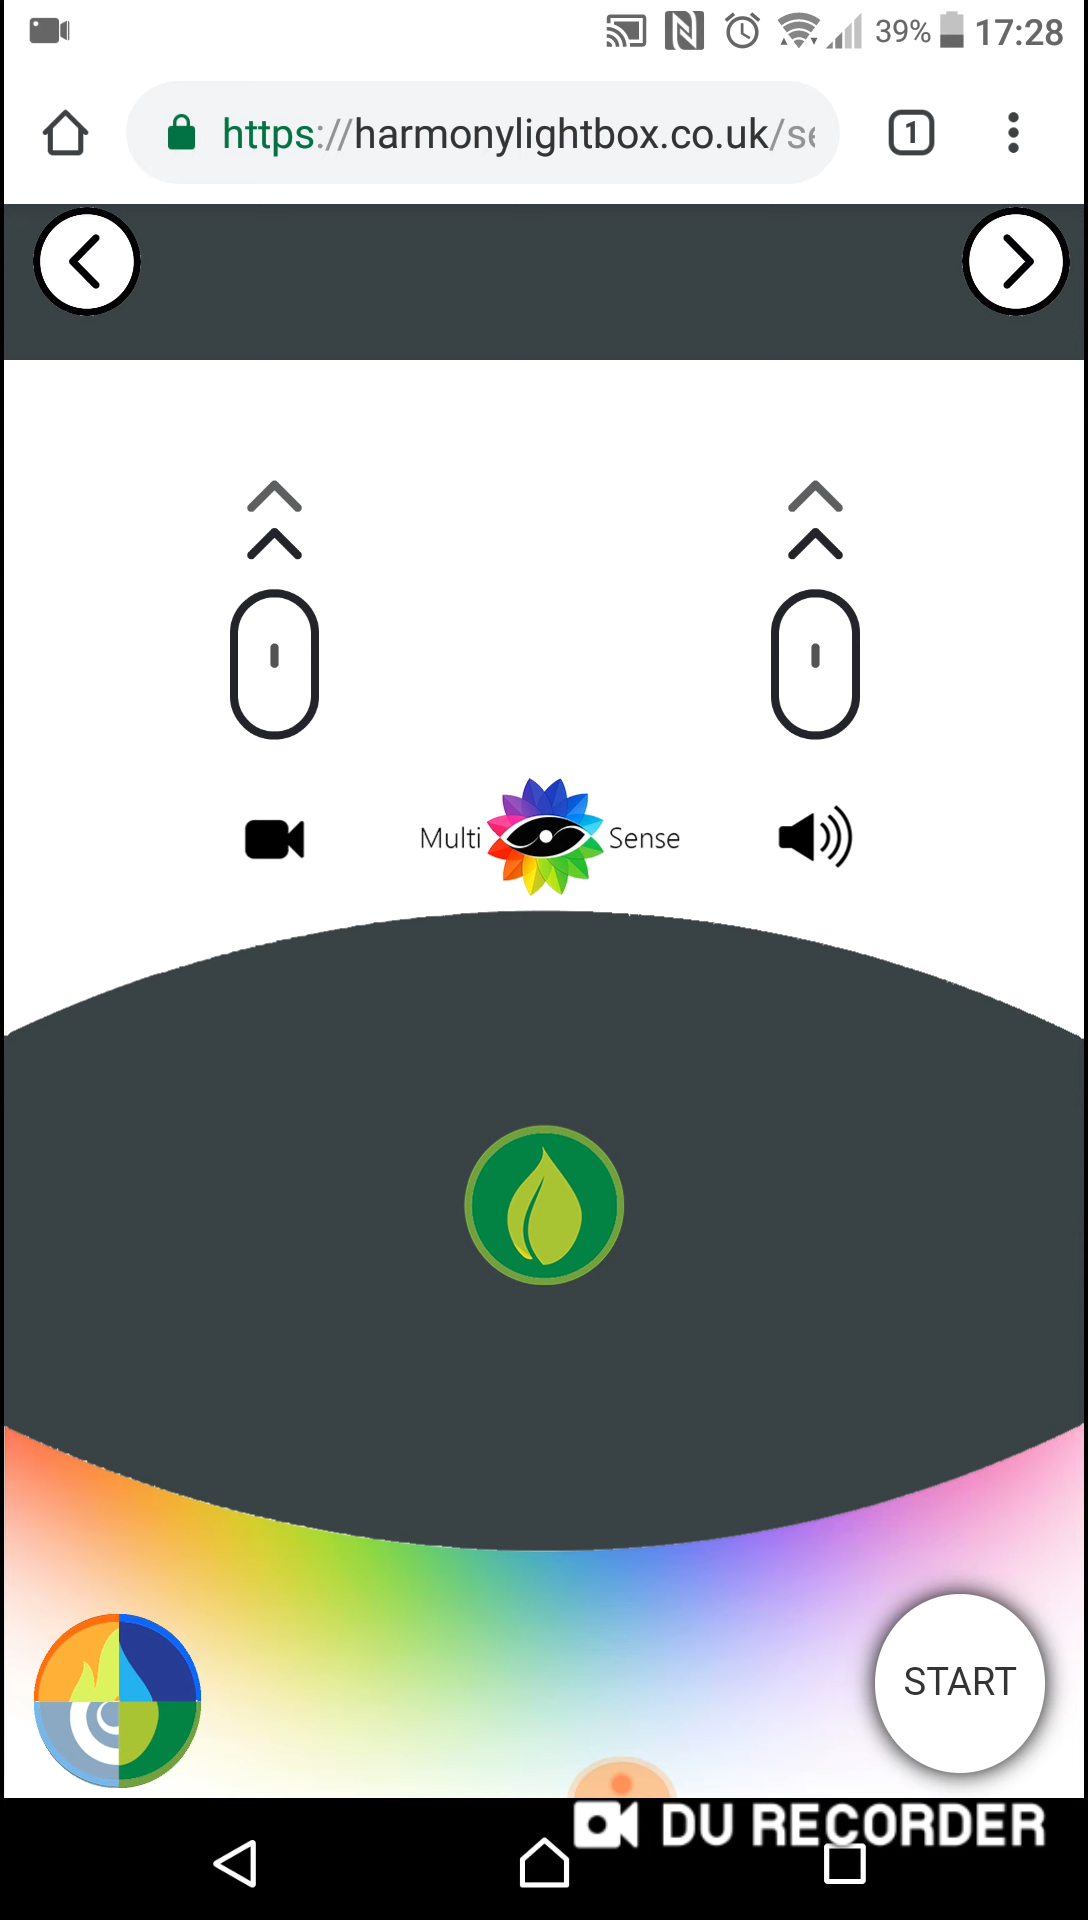 39% 17:28
https://harmonylightbox.co.uk/se
1
Multi Sense
START
DU RECORDER